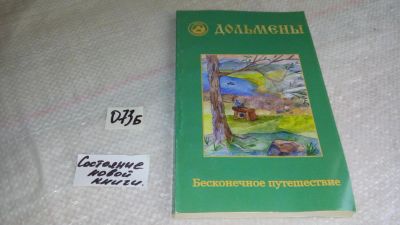 ДОЛЬМЕНЫ
Бесконечное путешествие
D73Б
Состояние
новой
книги.